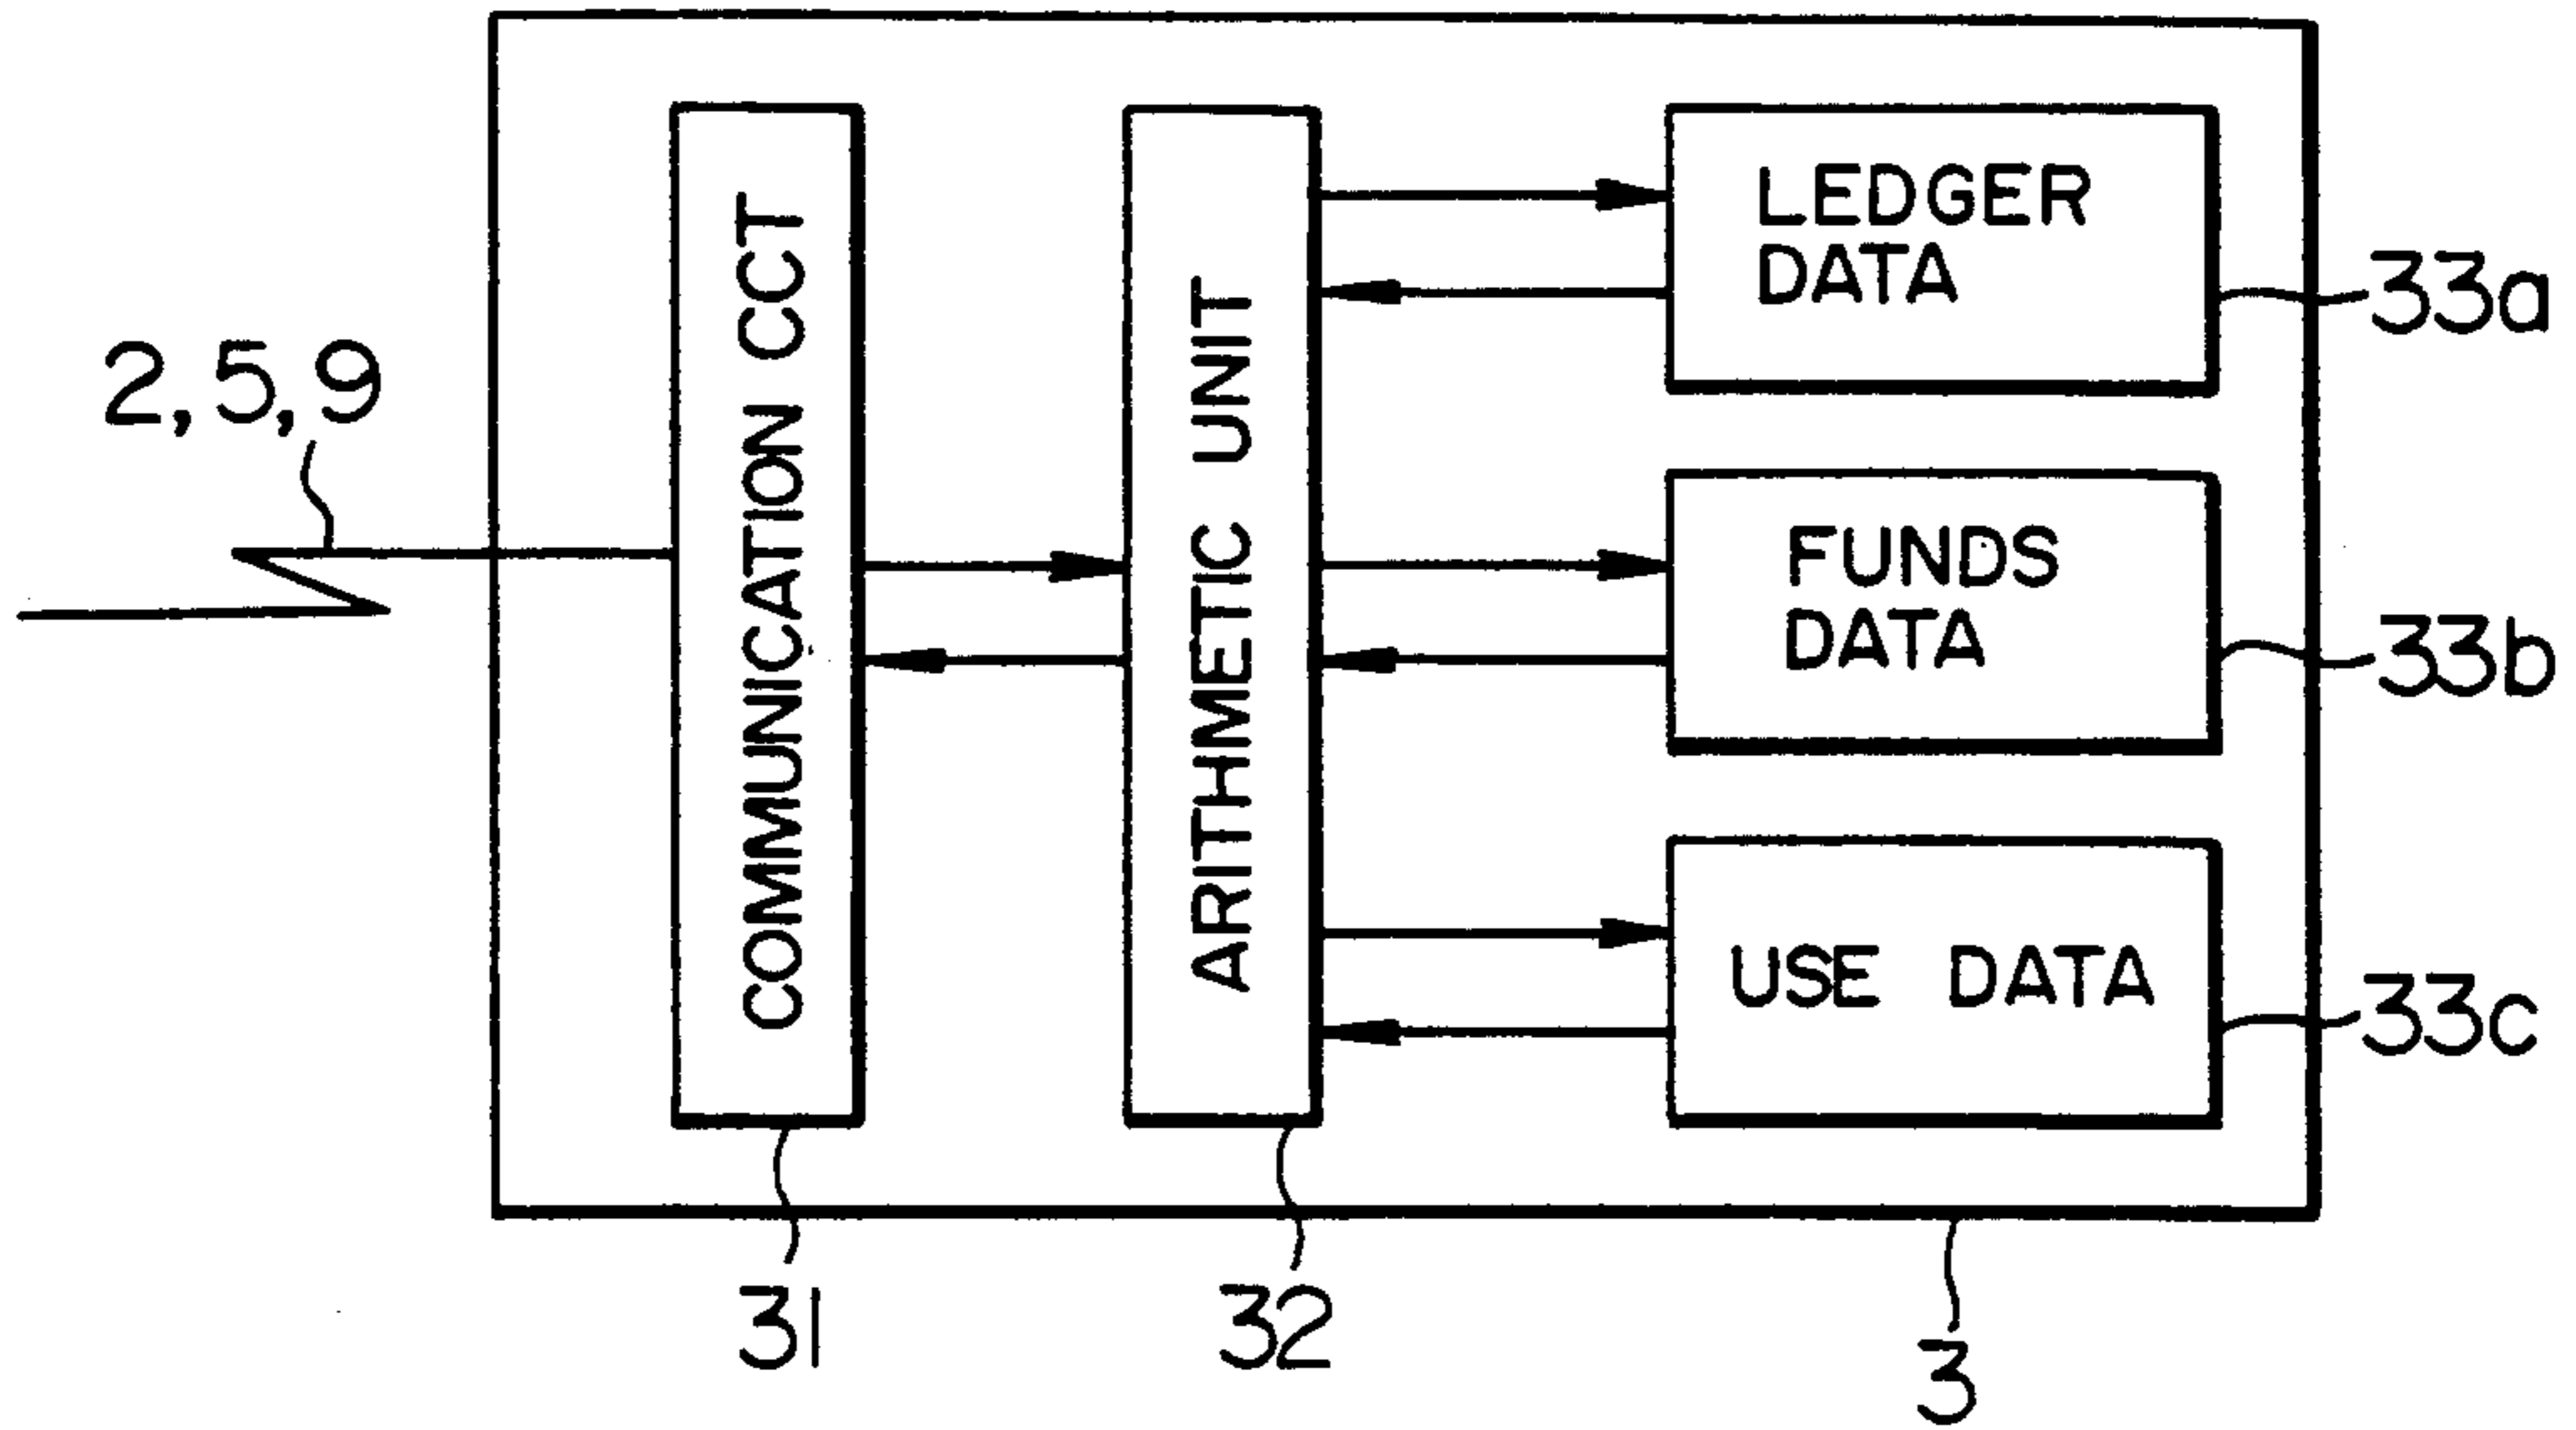 2,5,9
COMMUNICATION CCT
ARITHMETIC UNIT
LEDGER
DATA
33a
FUNDS
DATA
33b
USE DATA
33c
31
32
3